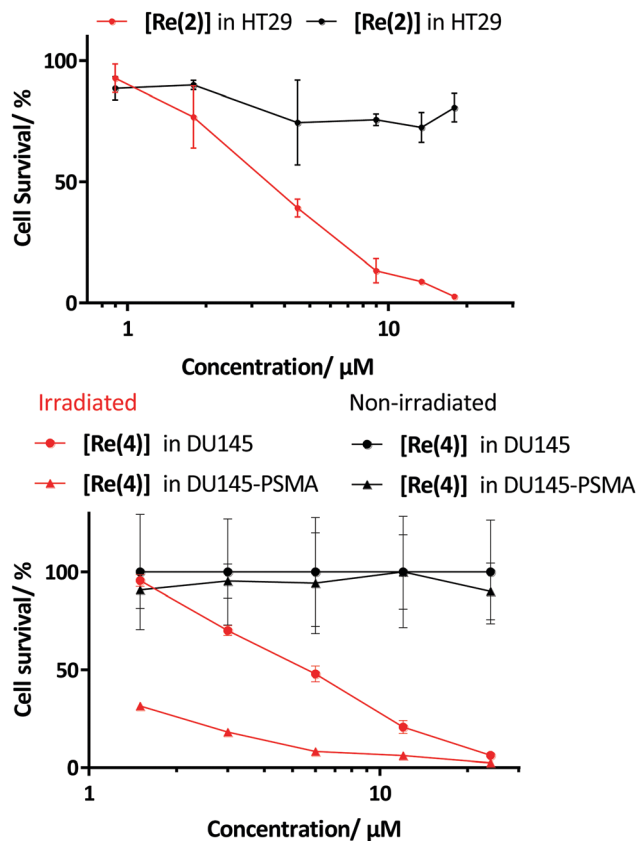 [Re(2)] in HT29 [Re(2)] in HT29
100
50
0
Cell Survival/ %
1 10
Concentration/ µM
Irradiated Non-irradiated
[Re(4)] in DU145 [Re(4)] in DU145
[Re(4)] in DU145-PSMA [Re(4)] in DU145-PSMA
100
50
0
Cell survival/ %
1 10
Concentration/ µM